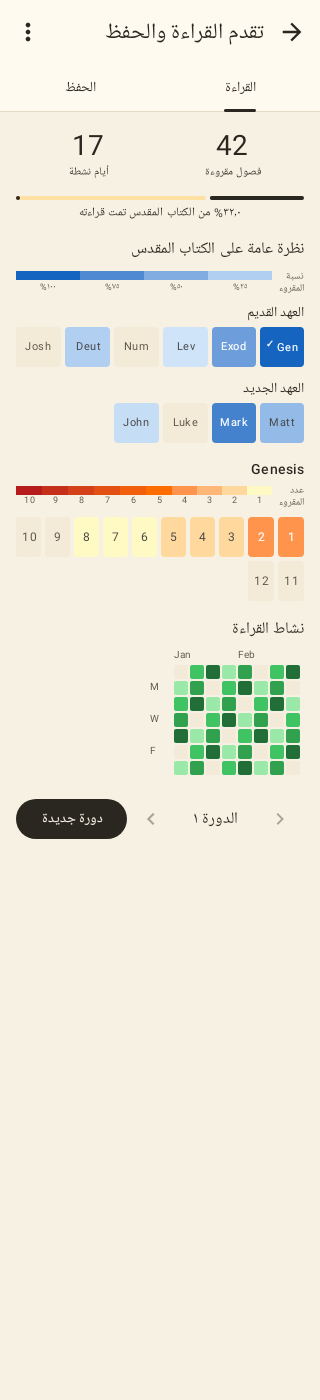 تقدم القراءة والحفظ
القراءة
الحفظ
42
17
فصول مقروءة
أيام نشطة
%٣٢٫٠ من الكتاب المقدس تمت قراءته
نظرة عامة على الكتاب المقدس
نسبة المقروء
%٢٥ %٥٠ %٧٥ %١٠٠
العهد القديم
✓ Gen Exod Lev Num Deut Josh
العهد الجديد
Matt Mark Luke John
Genesis
عدد المقروء
1 2 3 4 5 6 7 8 9 10
1 2 3 4 5 6 7 8 9 10
11 12
نشاط القراءة
Jan Feb
M
W
F
الدورة ١
دورة جديدة